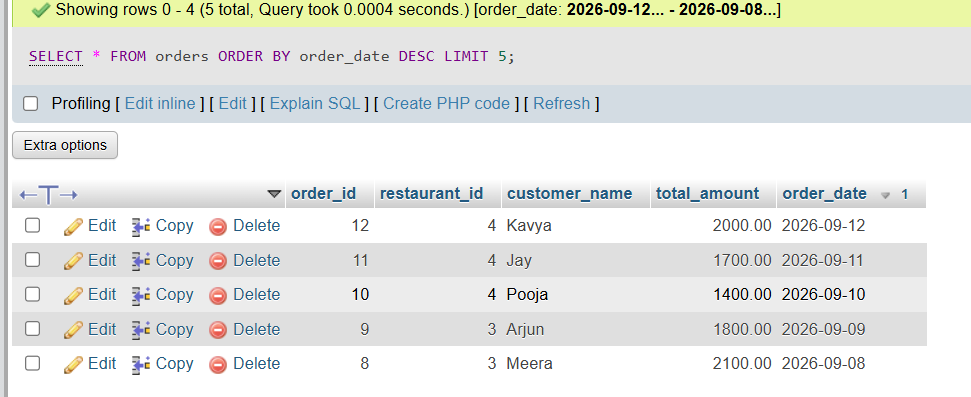 Showing rows 0 - 4 (5 total, Query took 0.0004 seconds.) [order_date: 2026-09-12... - 2026-09-08...]
SELECT * FROM orders ORDER BY order_date DESC LIMIT 5;
Profiling [ Edit inline ] [ Edit ] [ Explain SQL ] [ Create PHP code ] [ Refresh ]
Extra options
←T→ order_id restaurant_id customer_name total_amount order_date 1
Edit Copy Delete 12 4 Kavya 2000.00 2026-09-12
Edit Copy Delete 11 4 Jay 1700.00 2026-09-11
Edit Copy Delete 10 4 Pooja 1400.00 2026-09-10
Edit Copy Delete 9 3 Arjun 1800.00 2026-09-09
Edit Copy Delete 8 3 Meera 2100.00 2026-09-08